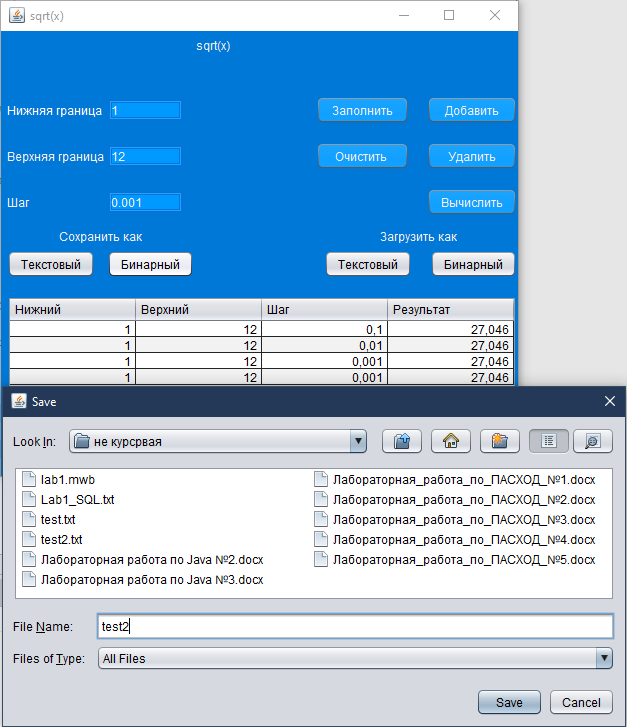 sqrt(x)
sqrt(x)
Нижняя граница 1 Заполнить Добавить
Верхняя граница 12 Очистить Удалить
Шаг 0.001 Вычислить
Сохранить как Загрузить как
Текстовый Бинарный Текстовый Бинарный
Нижний Верхний Шаг Результат
1 12 0,1 27,046
1 12 0,01 27,046
1 12 0,001 27,046
1 12 0,001 27,046
Save
Look In: не курсрвая
lab1.mwb Лабораторная_работа_по_ПАСХОД_№1.docx
Lab1_SQL.txt Лабораторная_работа_по_ПАСХОД_№2.docx
test.txt Лабораторная_работа_по_ПАСХОД_№3.docx
test2.txt Лабораторная_работа_по_ПАСХОД_№4.docx
Лабораторная работа по Java №2.docx Лабораторная_работа_по_ПАСХОД_№5.docx
Лабораторная работа по Java №3.docx
File Name: test2
Files of Type: All Files
Save Cancel